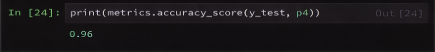 In [24]: print(metrics.accuracy_score(y_test, p4)) Out [24]
0.96